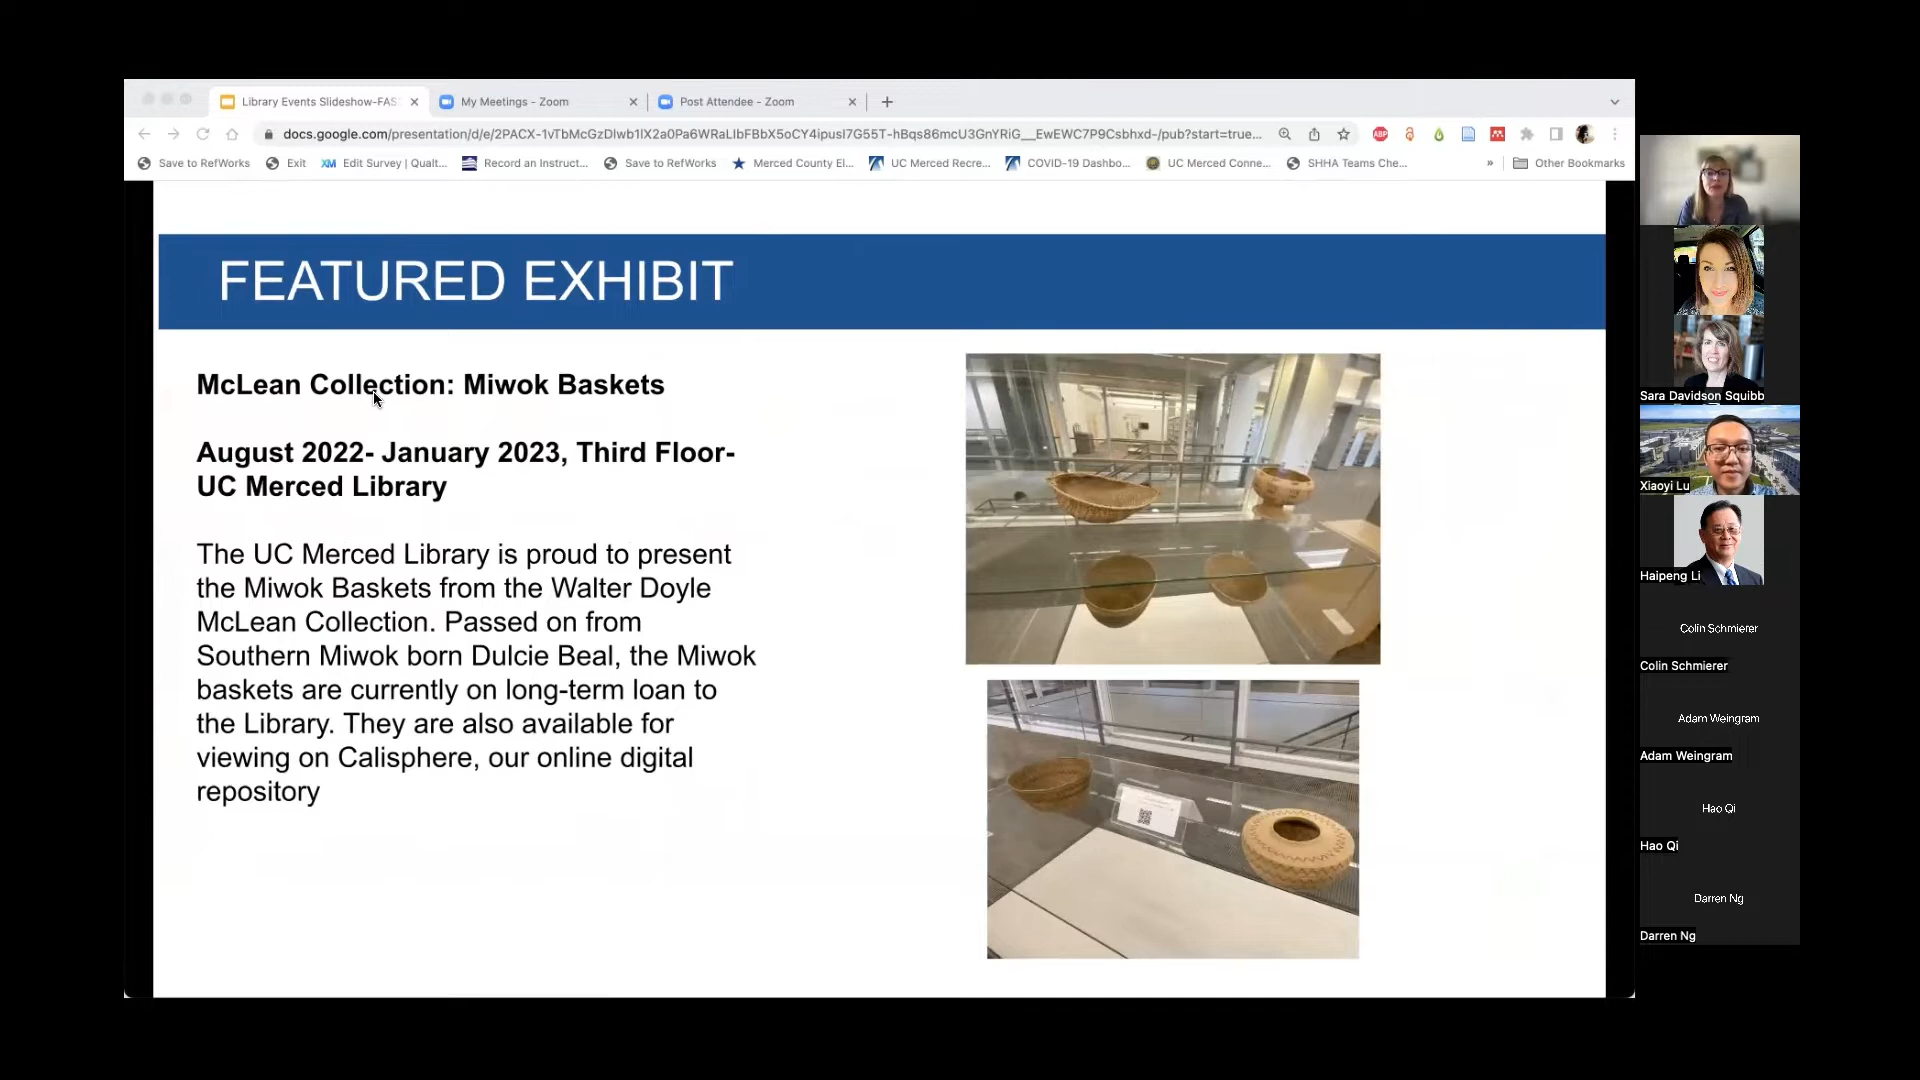 Library Events Slideshow-FAS
My Meetings - Zoom
Post Attendee - Zoom
docs.google.com/presentation/d/e/2PACX-1vTbMcGzDlwb1lX2a0Pa6WRaLlbFBbX5oCY4ipusI7G55T-hBqs86mcU3GnYRiG__EwEWC7P9Csbhxd-/pub?start=true...
ABP
Save to RefWorks
Exit
XM Edit Survey | Qualt...
Record an Instruct...
Save to RefWorks
Merced County El...
UC Merced Recre...
COVID-19 Dashbo...
UC Merced Conne...
SHHA Teams Che...
»
Other Bookmarks
FEATURED EXHIBIT
McLean Collection: Miwok Baskets
August 2022- January 2023, Third Floor-
UC Merced Library
The UC Merced Library is proud to present
the Miwok Baskets from the Walter Doyle
McLean Collection. Passed on from
Southern Miwok born Dulcie Beal, the Miwok
baskets are currently on long-term loan to
the Library. They are also available for
viewing on Calisphere, our online digital
repository
Sara Davidson Squibb
Xiaoyi Lu
Haipeng Li
Colin Schmierer
Colin Schmierer
Adam Weingram
Adam Weingram
Hao Qi
Hao Qi
Darren Ng
Darren Ng